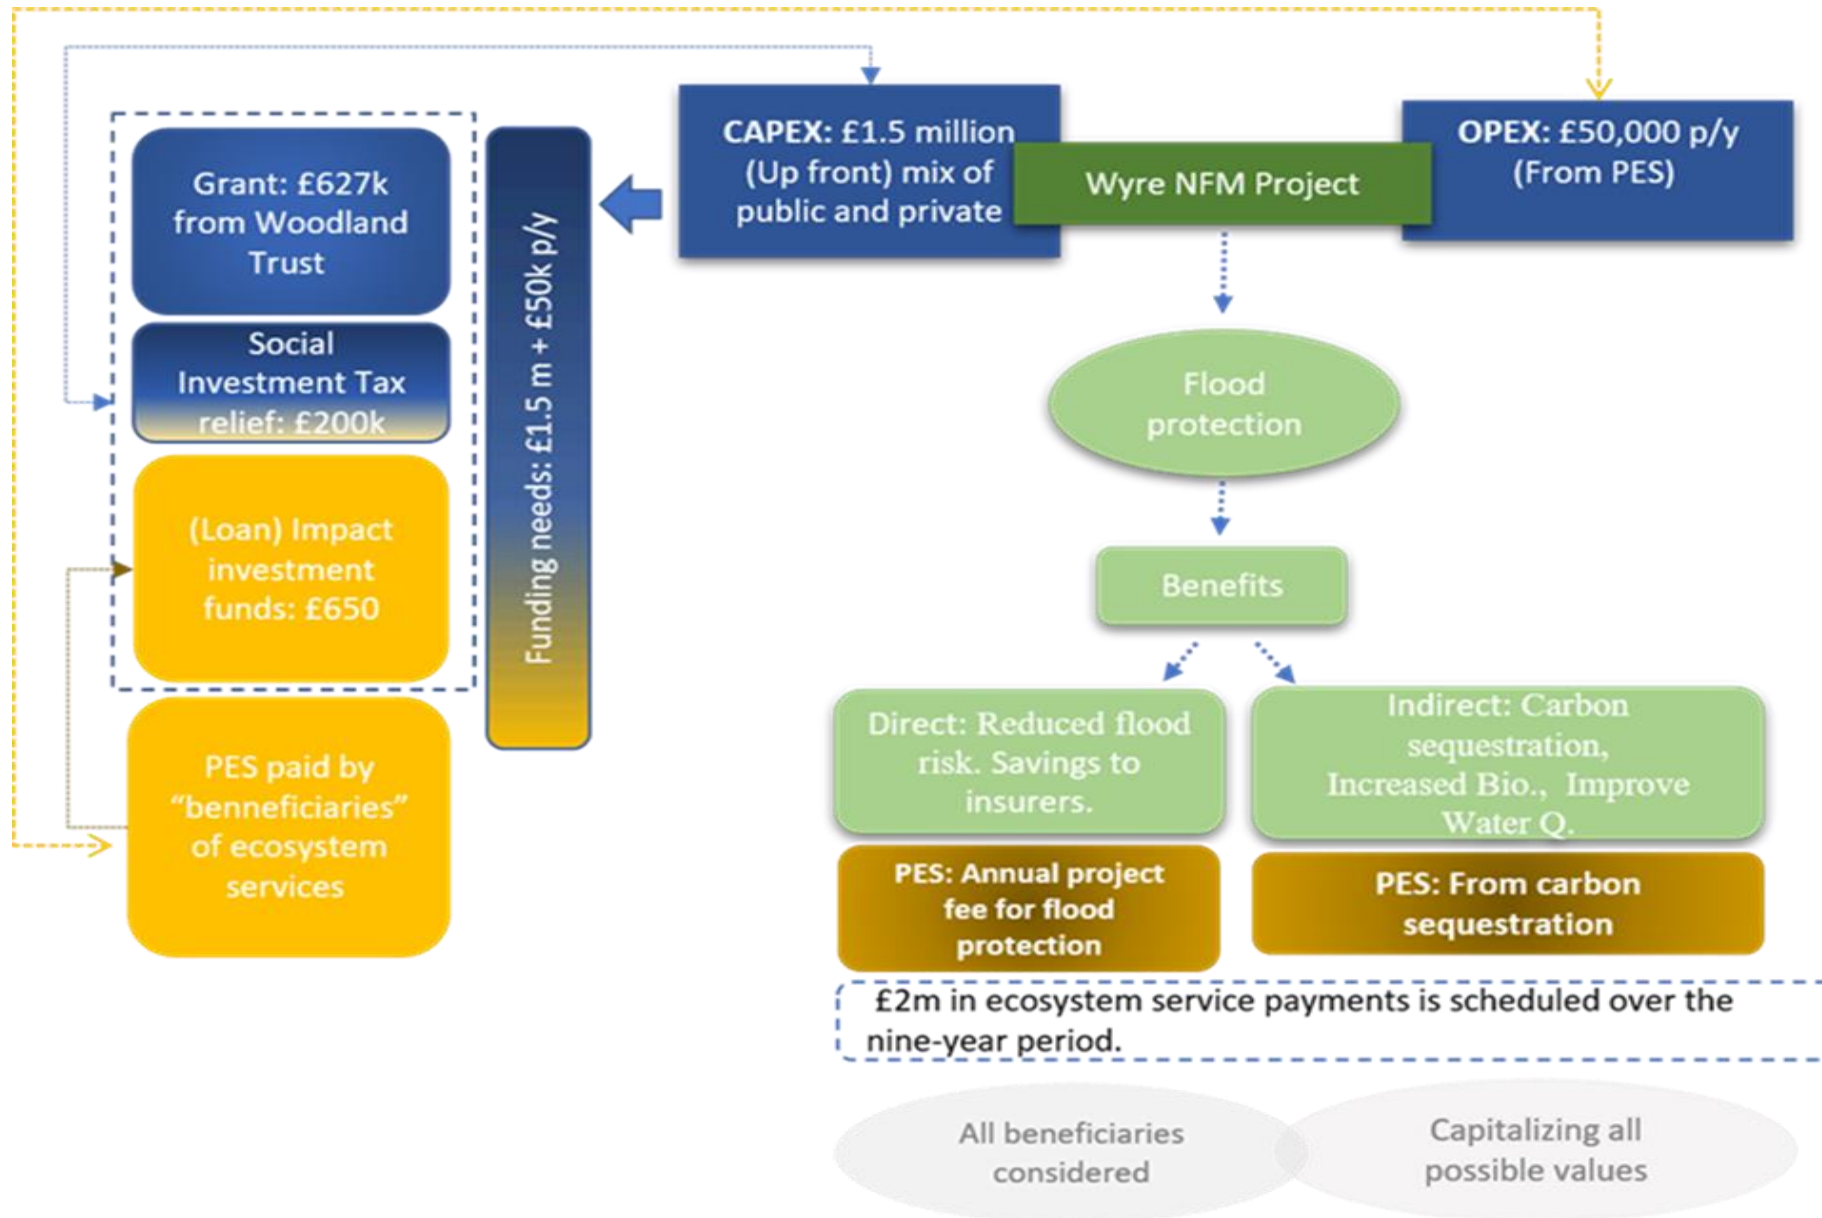 CAPEX: £1.5 million
(Up front) mix of
public and private
Wyre NFM Project
OPEX: £50,000 p/y
(From PES)
Grant: £627k
from Woodland
Trust
Social
Investment Tax
relief: £200k
(Loan) Impact
investment
funds: £650
PES paid by
“benneficiaries”
of ecosystem
services
Funding needs: £1.5 m + £50k p/y
Flood
protection
Benefits
Direct: Reduced flood
risk. Savings to
insurers.
Indirect: Carbon
sequestration,
Increased Bio., Improve
Water Q.
PES: Annual project
fee for flood
protection
PES: From carbon
sequestration
£2m in ecosystem service payments is scheduled over the
nine-year period.
All beneficiaries
considered
Capitalizing all
possible values